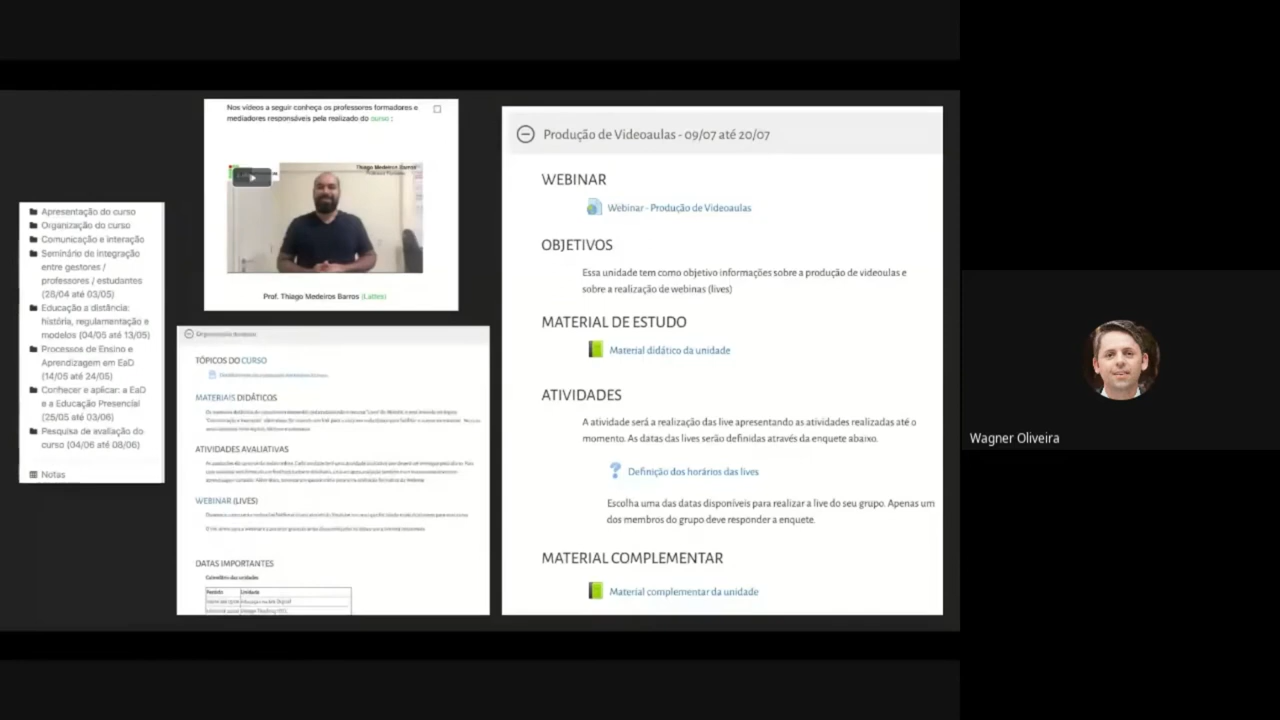 Apresentação do curso
Organização do curso
Comunicação e interação
Seminário de integração
entre gestores /
professores / estudantes
(28/04 até 03/05)
Educação a distância:
história, regulamentação e
modelos (04/05 até 13/05)
Processos de Ensino e
Aprendizagem em EaD
(14/05 até 24/05)
Conhecer e aplicar: a EaD
e a Educação Presencial
(25/05 até 03/06)
Pesquisa de avaliação do
curso (04/06 até 08/06)
Notas
Nos vídeos a seguir conheça os professores formadores e
mediadores responsáveis pela realizado do curso :
Thiago Medeiros Barros
Prof. Thiago Medeiros Barros (Lattes)
TÓPICOS DO CURSO
MATERIAIS DIDÁTICOS
ATIVIDADES AVALIATIVAS
WEBINAR (LIVES)
DATAS IMPORTANTES
Produção de Videoaulas - 09/07 até 20/07
WEBINAR
Webinar - Produção de Videoaulas
OBJETIVOS
Essa unidade tem como objetivo informações sobre a produção de videoulas e
sobre a realização de webinas (lives)
MATERIAL DE ESTUDO
Material didático da unidade
ATIVIDADES
A atividade será a realização das live apresentando as atividades realizadas até o
momento. As datas das lives serão definidas através da enquete abaixo.
Definição dos horários das lives
Escolha uma das datas disponíveis para realizar a live do seu grupo. Apenas um
dos membros do grupo deve responder a enquete.
MATERIAL COMPLEMENTAR
Material complementar da unidade
Wagner Oliveira